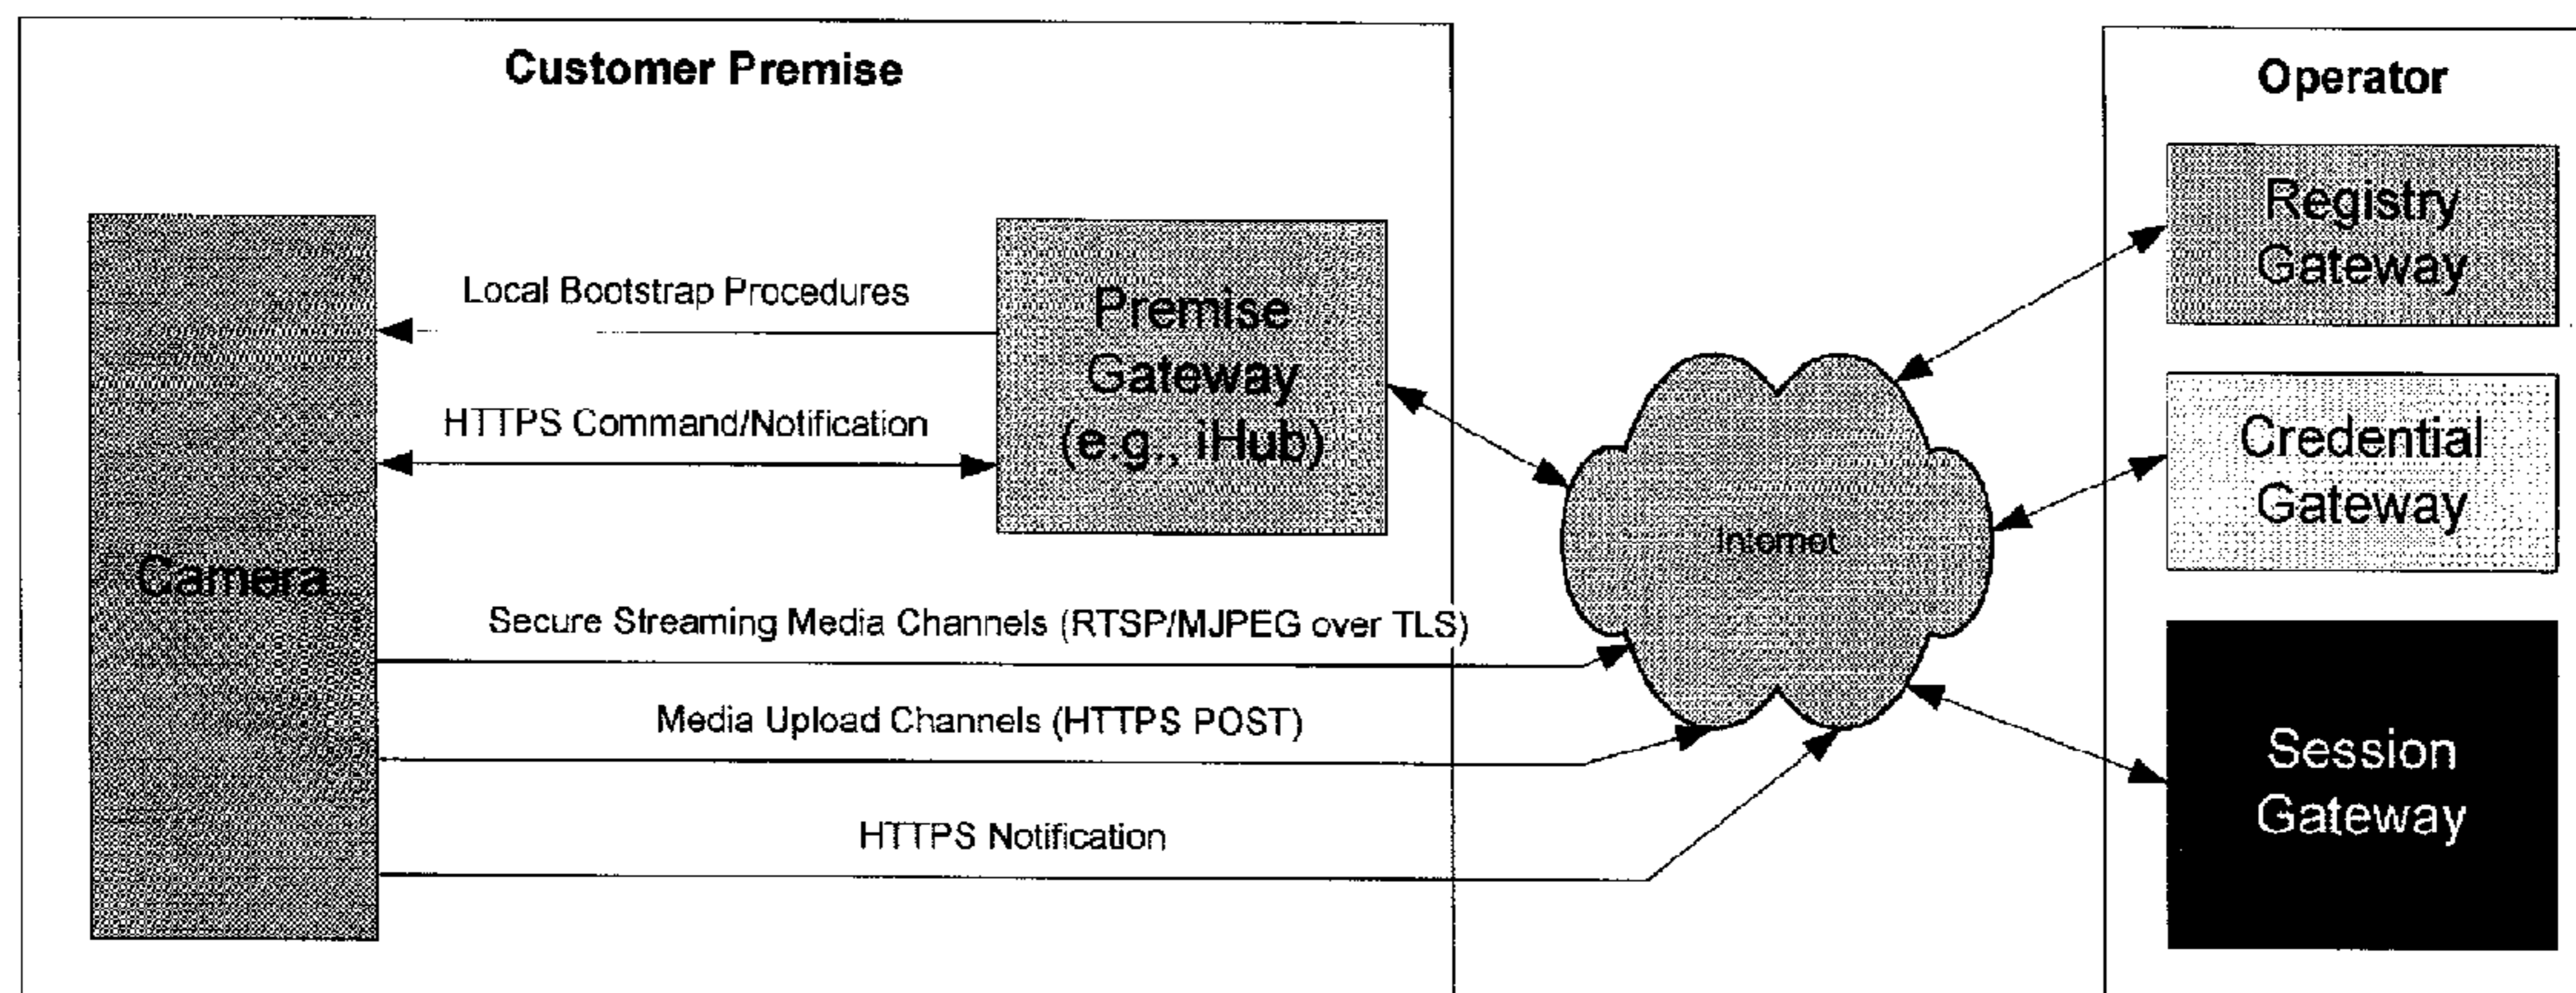 Customer Premise
Operator
Registry
Gateway
Local Bootstrap Procedures
Premise
Gateway
(e.g., iHub)
HTTPS Command/Notification
Credential
Gateway
Internet
Camera
Secure Streaming Media Channels (RTSP/MJPEG over TLS)
Media Upload Channels (HTTPS POST)
Session
Gateway
HTTPS Notification